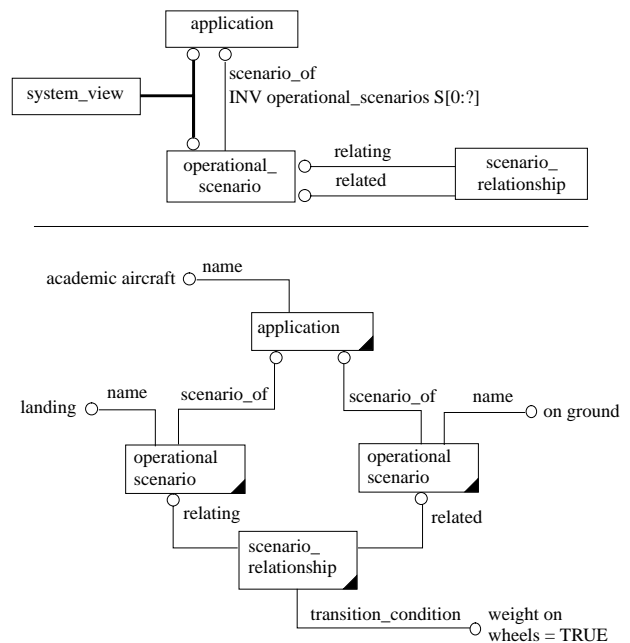 application
scenario_of
INV operational_scenarios S[0:?]
system_view
operational_
scenario
relating
related
scenario_
relationship
name
academic aircraft
application
name
scenario_of
scenario_of
name
landing
on ground
operational
scenario
operational
scenario
relating
related
scenario_
relationship
transition_condition
weight on
wheels = TRUE